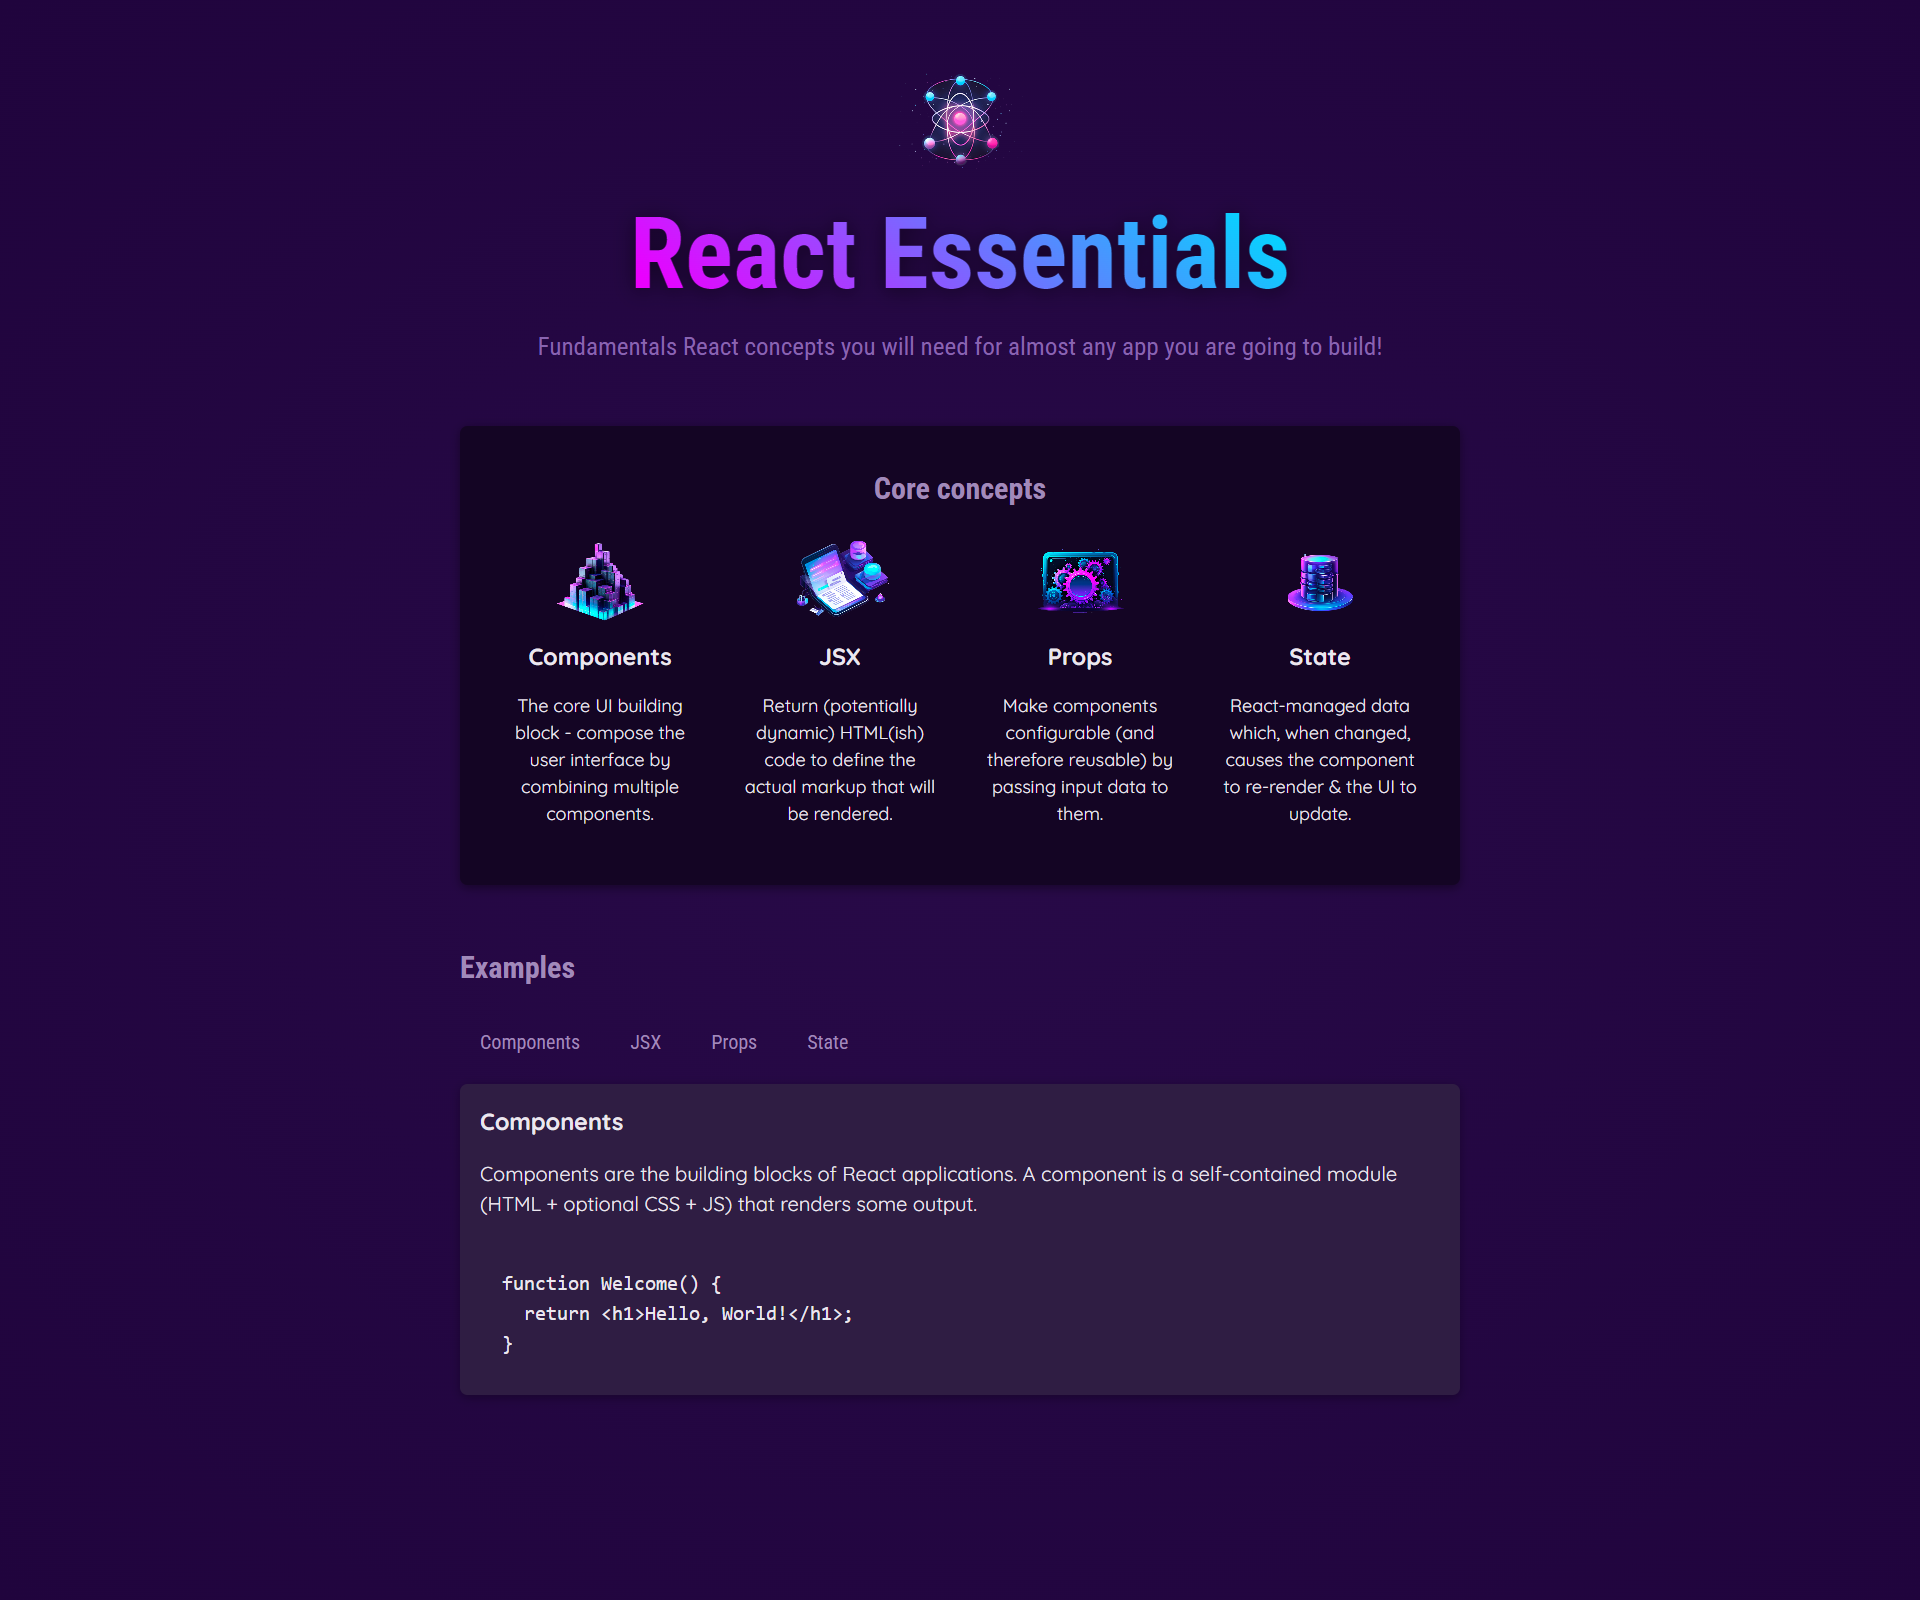 React Essentials
Fundamentals React concepts you will need for almost any app you are going to build!
Core concepts
Components
The core UI building
block - compose the
user interface by
combining multiple
components.
JSX
Return (potentially
dynamic) HTML(ish)
code to define the
actual markup that will
be rendered.
Props
Make components
configurable (and
therefore reusable) by
passing input data to
them.
State
React-managed data
which, when changed,
causes the component
to re-render & the UI to
update.
Examples
Components JSX Props State
Components
Components are the building blocks of React applications. A component is a self-contained module
(HTML + optional CSS + JS) that renders some output.
function Welcome() {
  return <h1>Hello, World!</h1>;
}